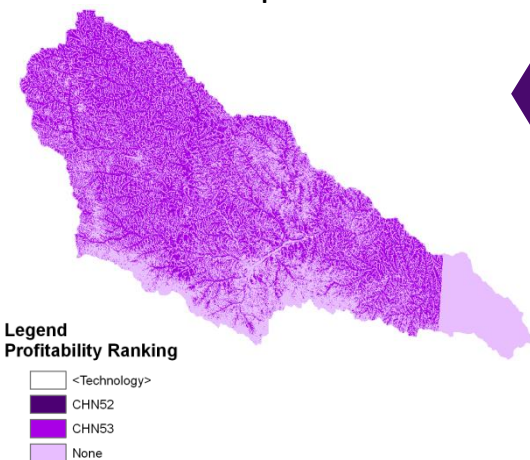 Legend
Profitability Ranking
<Technology>
CHN52
CHN53
None